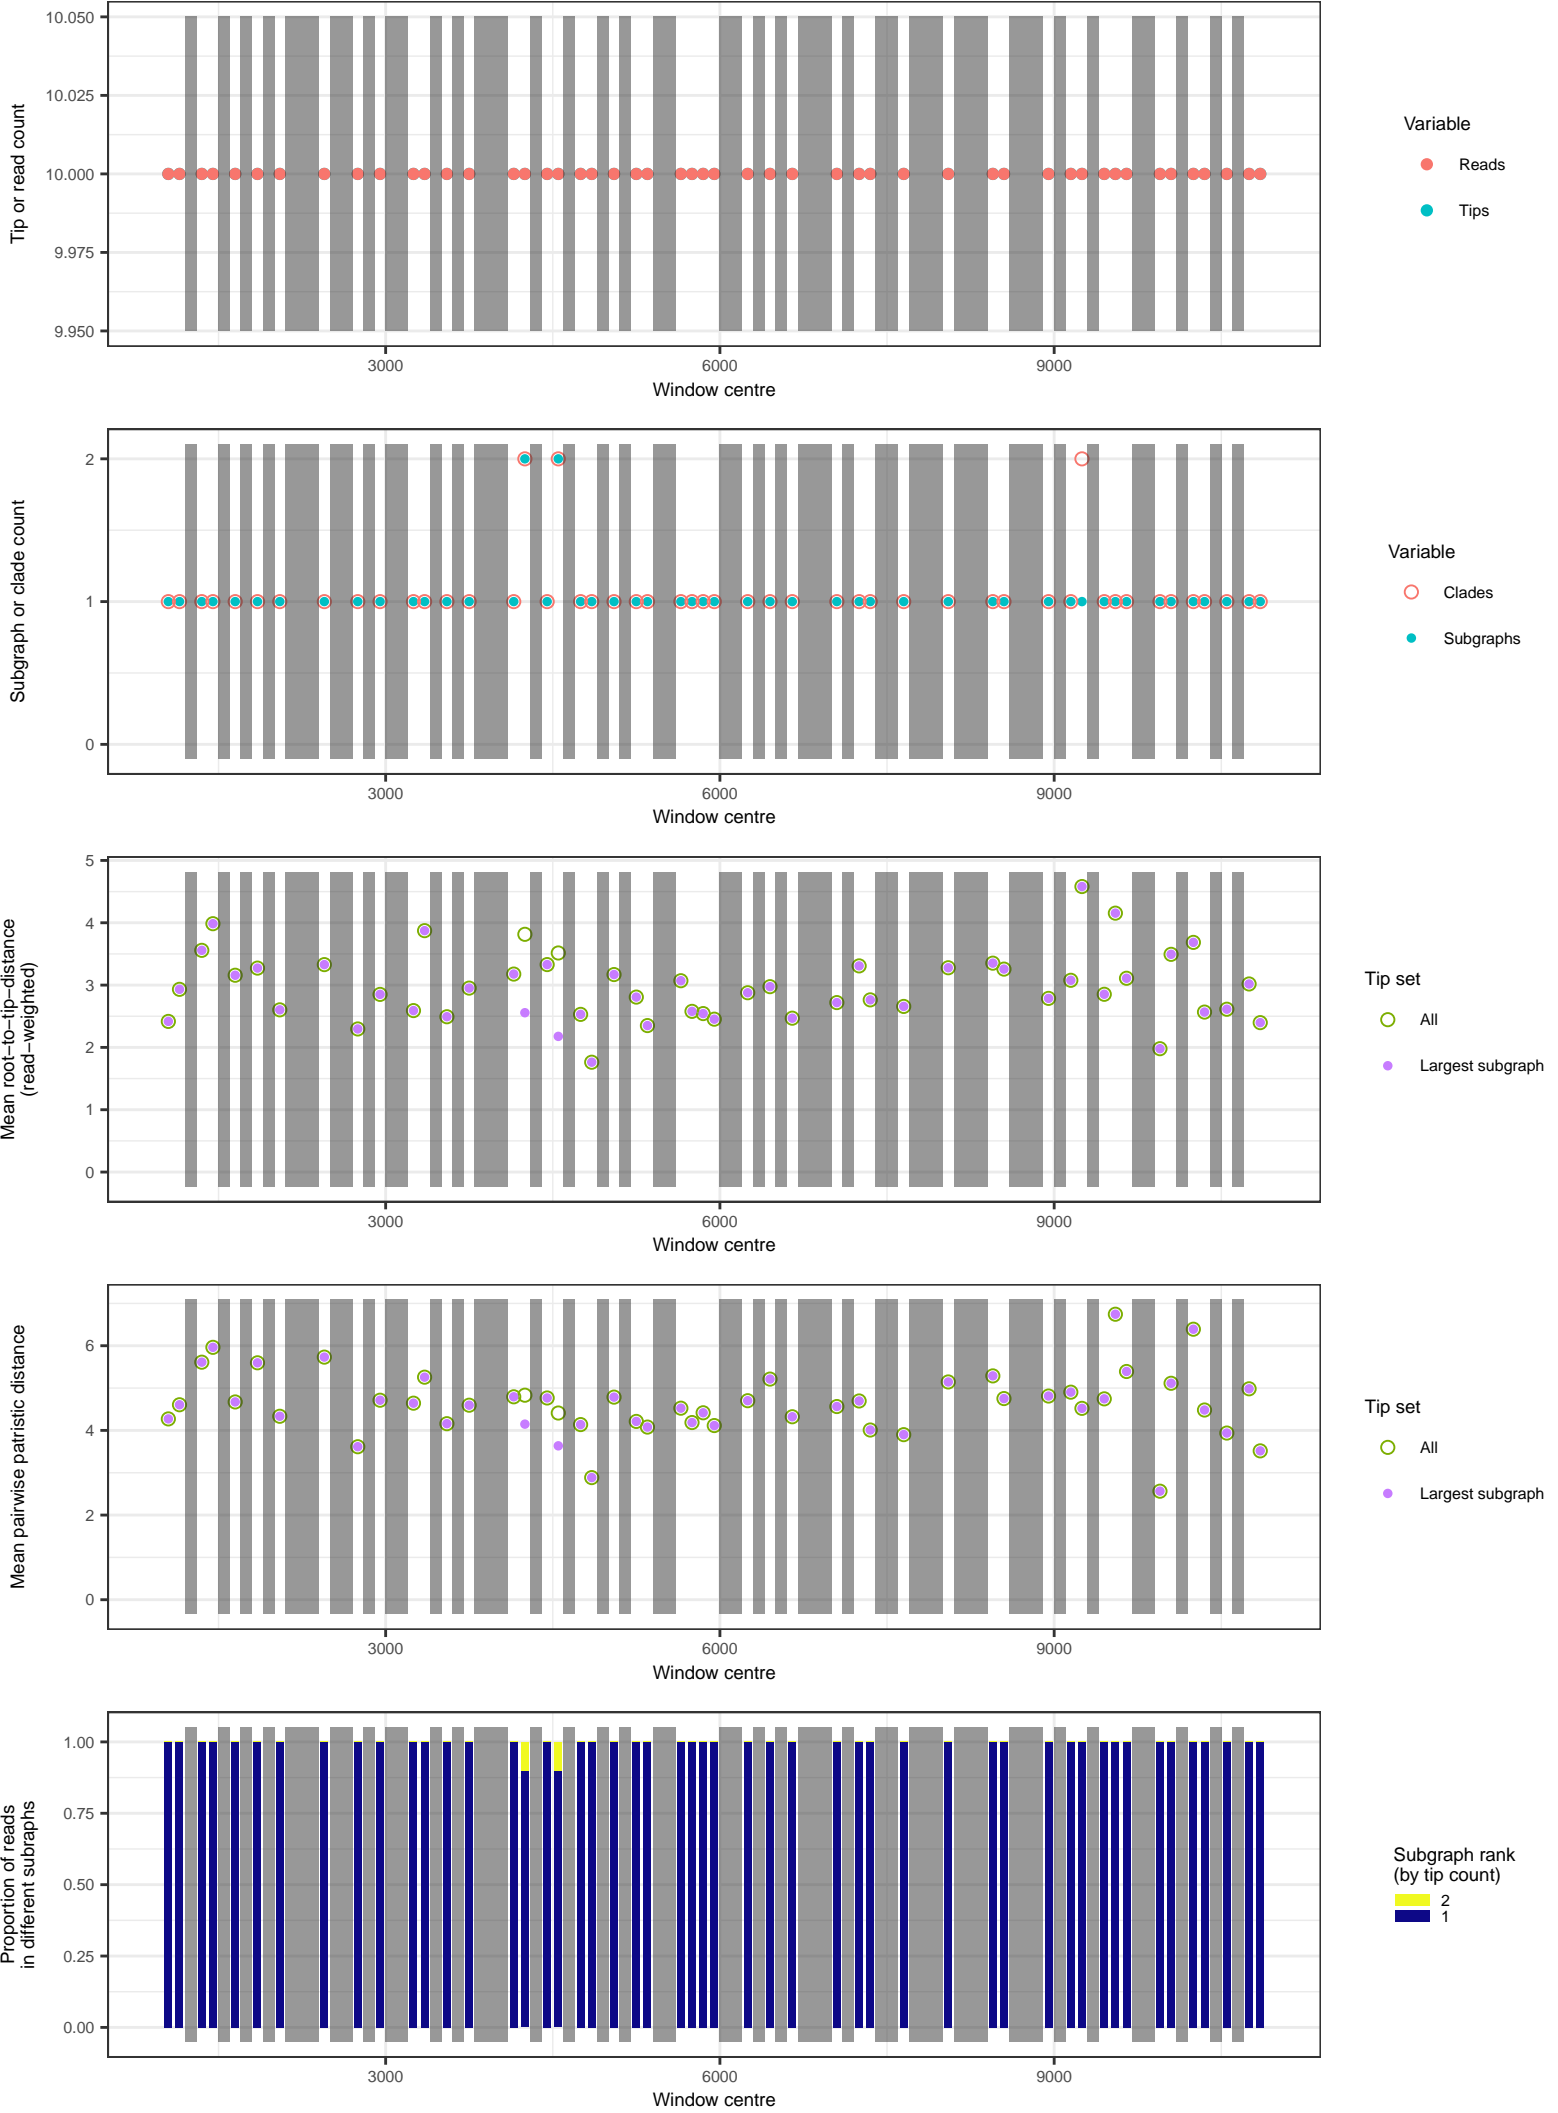 10.050
10.025
10.000
9.975
9.950
Tip or read count
3000 6000 9000
Window centre
Variable
Reads
Tips
2
1
0
Subgraph or clade count
3000 6000 9000
Window centre
Variable
Clades
Subgraphs
5
4
3
2
1
0
Mean root−to−tip−distance
(read−weighted)
3000 6000 9000
Window centre
Tip set
All
Largest subgraph
6
4
2
0
Mean pairwise patristic distance
3000 6000 9000
Window centre
Tip set
All
Largest subgraph
1.00
0.75
0.50
0.25
0.00
Proportion of reads
in different subraphs
3000 6000 9000
Window centre
Subgraph rank
(by tip count)
2
1